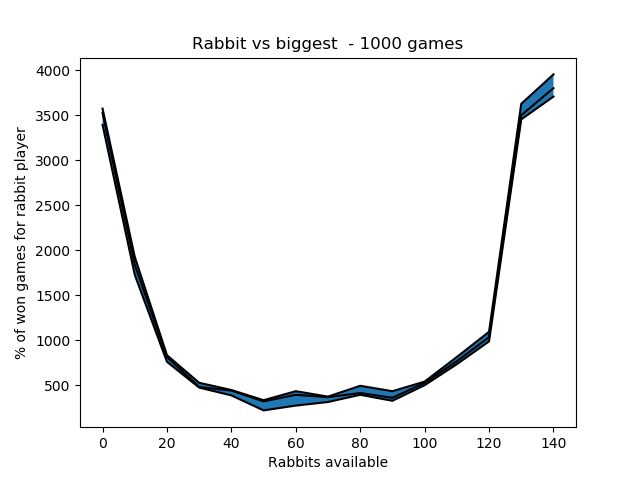 Rabbit vs biggest  - 1000 games
4000
3500
3000
2500
2000
1500
1000
500
% of won games for rabbit player
0 20 40 60 80 100 120 140
Rabbits available